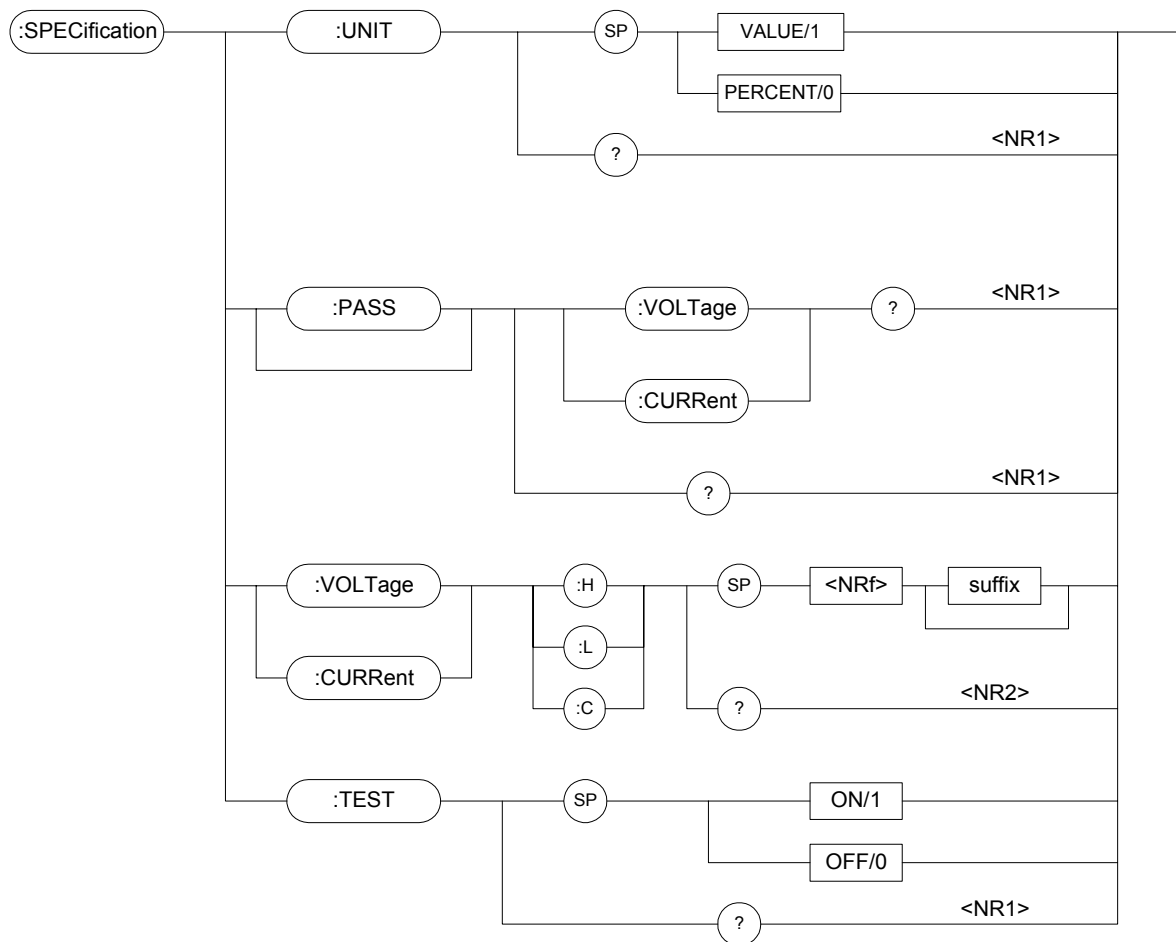 :SPECification
:UNIT
SP
VALUE/1
PERCENT/0
?
<NR1>
:PASS
:VOLTage
?
<NR1>
:CURRent
?
<NR1>
:VOLTage
:H
SP
<NRf>
suffix
:L
:CURRent
:C
?
<NR2>
:TEST
SP
ON/1
OFF/0
?
<NR1>